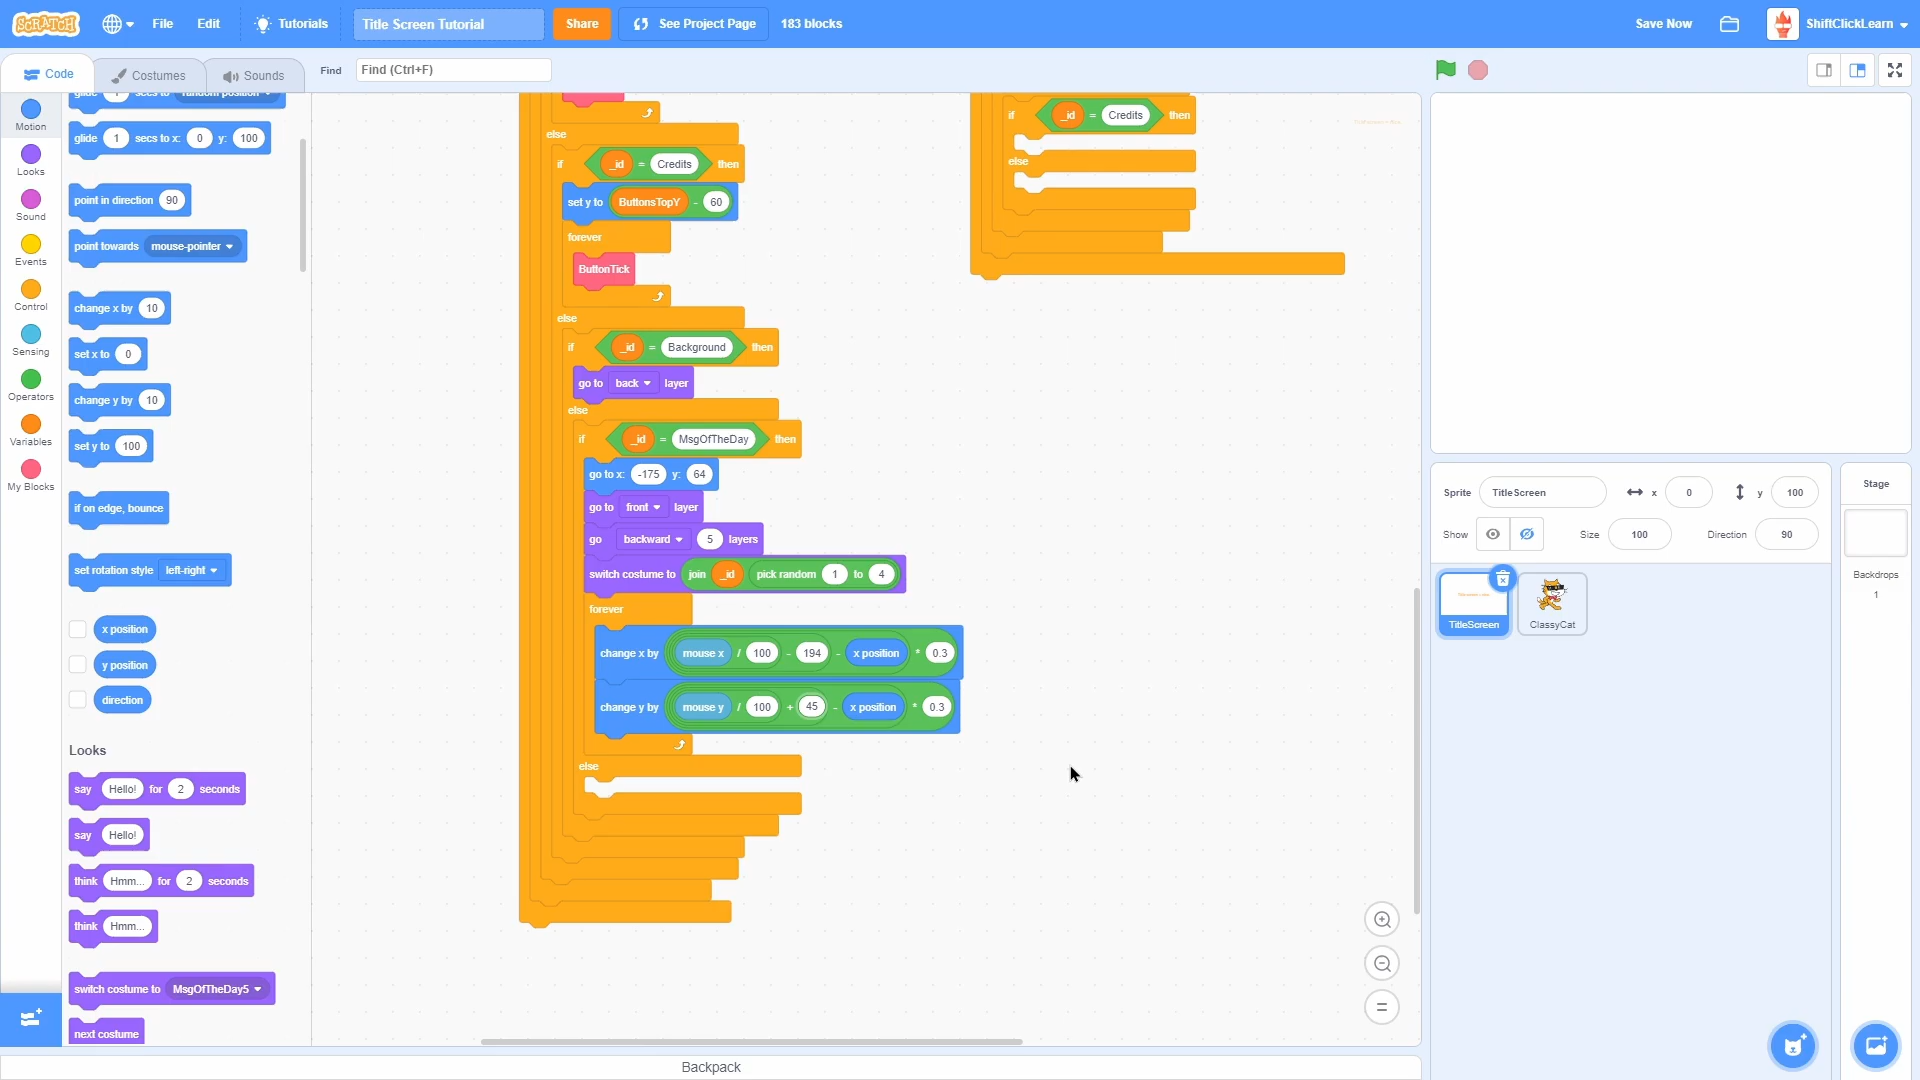 SCRATCH File Edit Tutorials Title Screen Tutorial Share See Project Page 183 blocks Save Now ShiftClickLearn
Code Costumes Sounds Find Find (Ctrl+F)
Motion
Looks
Sound
Events
Control
Sensing
Operators
Variables
My Blocks
glide 1 secs to random position
glide 1 secs to x: 0 y: 100
point in direction 90
point towards mouse-pointer
change x by 10
set x to 0
change y by 10
set y to 100
if on edge, bounce
set rotation style left-right
x position
y position
direction
Looks
say Hello! for 2 seconds
say Hello!
think Hmm... for 2 seconds
think Hmm...
switch costume to MsgOfTheDay5
next costume
else
if _id = Credits then
set y to ButtonsTopY - 60
forever
ButtonTick
else
if _id = Background then
go to back layer
else
if _id = MsgOfTheDay then
go to x: -175 y: 64
go to front layer
go backward 5 layers
switch costume to join _id pick random 1 to 4
forever
change x by mouse x / 100 - 194 - x position * 0.3
change y by mouse y / 100 + 45 - x position * 0.3
else
if _id = Credits then
else
Sprite TitleScreen x 0 y 100
Show Size 100 Direction 90
TitleScreen
ClassyCat
Stage
Backdrops
1
Backpack